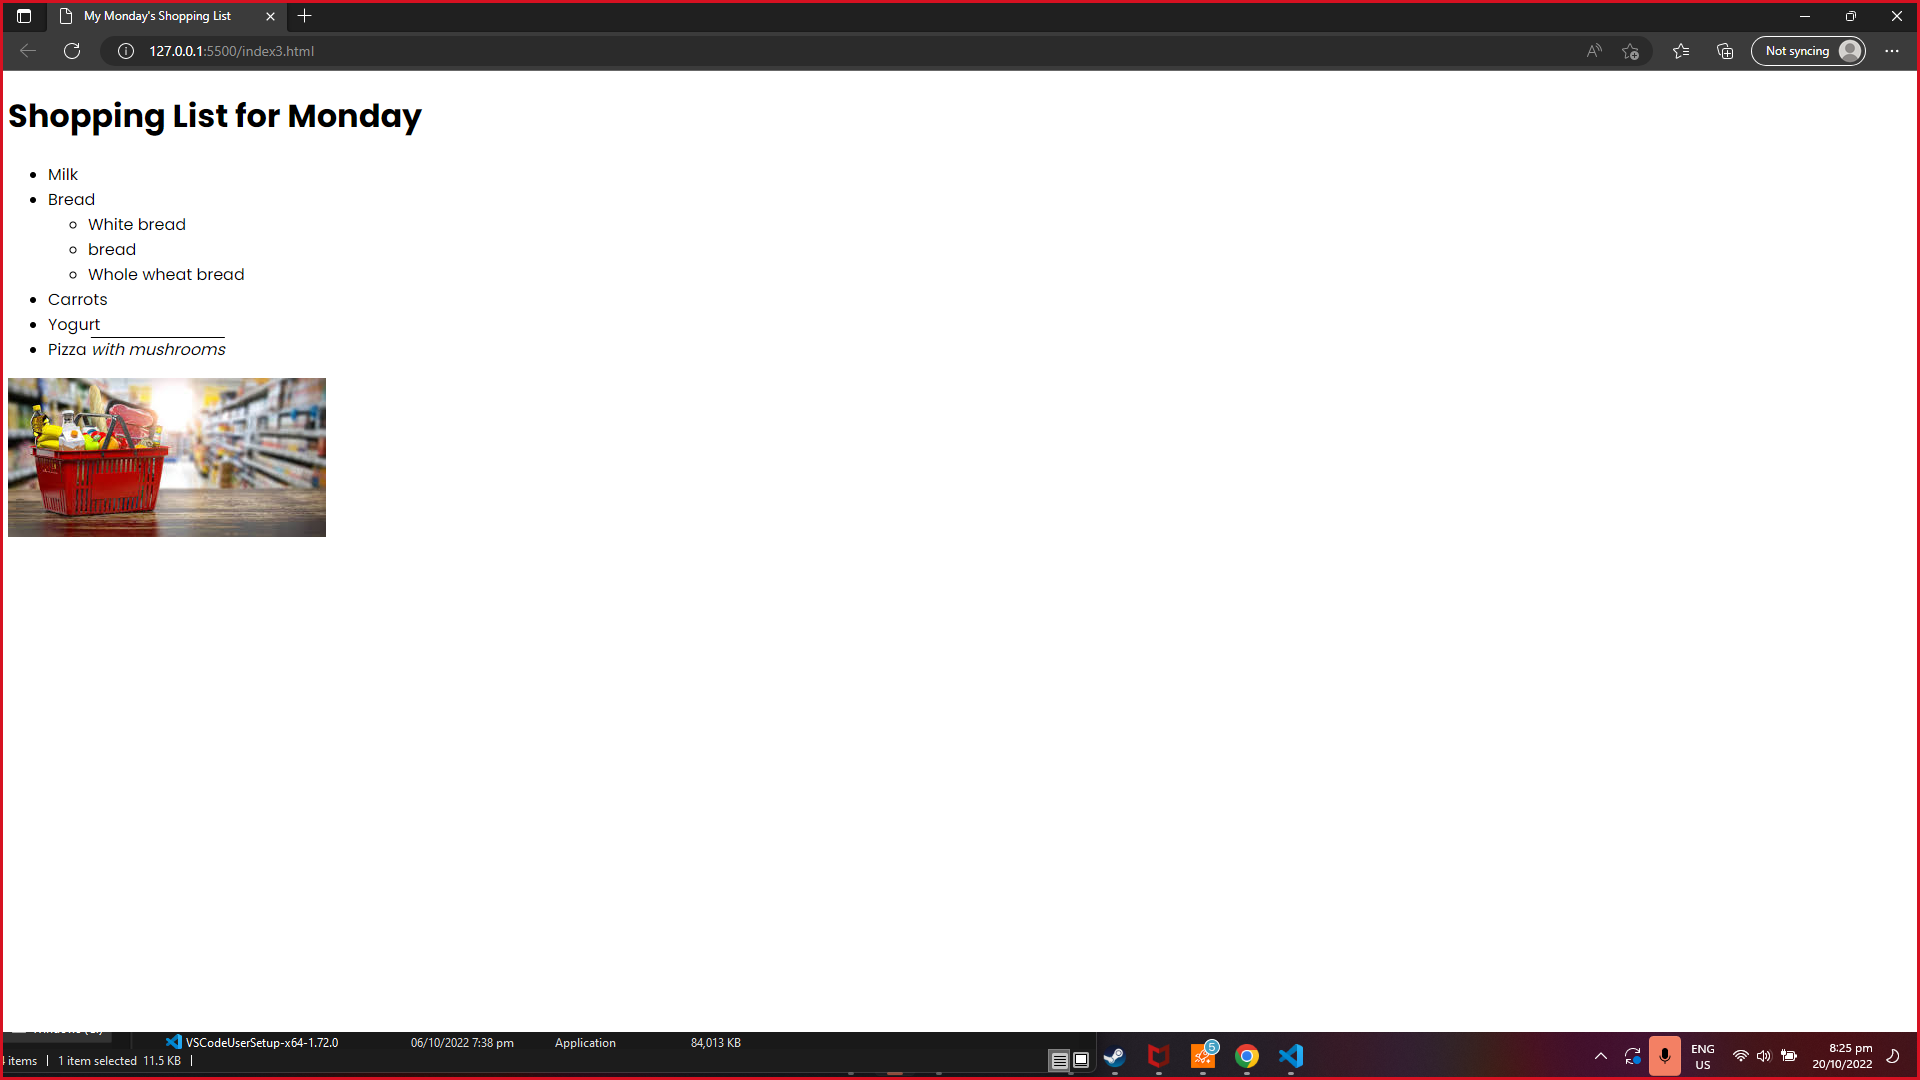 My Monday's Shopping List
127.0.0.1:5500/index3.html
Not syncing
Shopping List for Monday
Milk
Bread
White bread
bread
Whole wheat bread
Carrots
Yogurt
Pizza with mushrooms
VSCodeUserSetup-x64-1.72.0 06/10/2022 7:38 pm Application 84,013 KB
items 1 item selected 11.5 KB
5
ENG
US
8:25 pm
20/10/2022